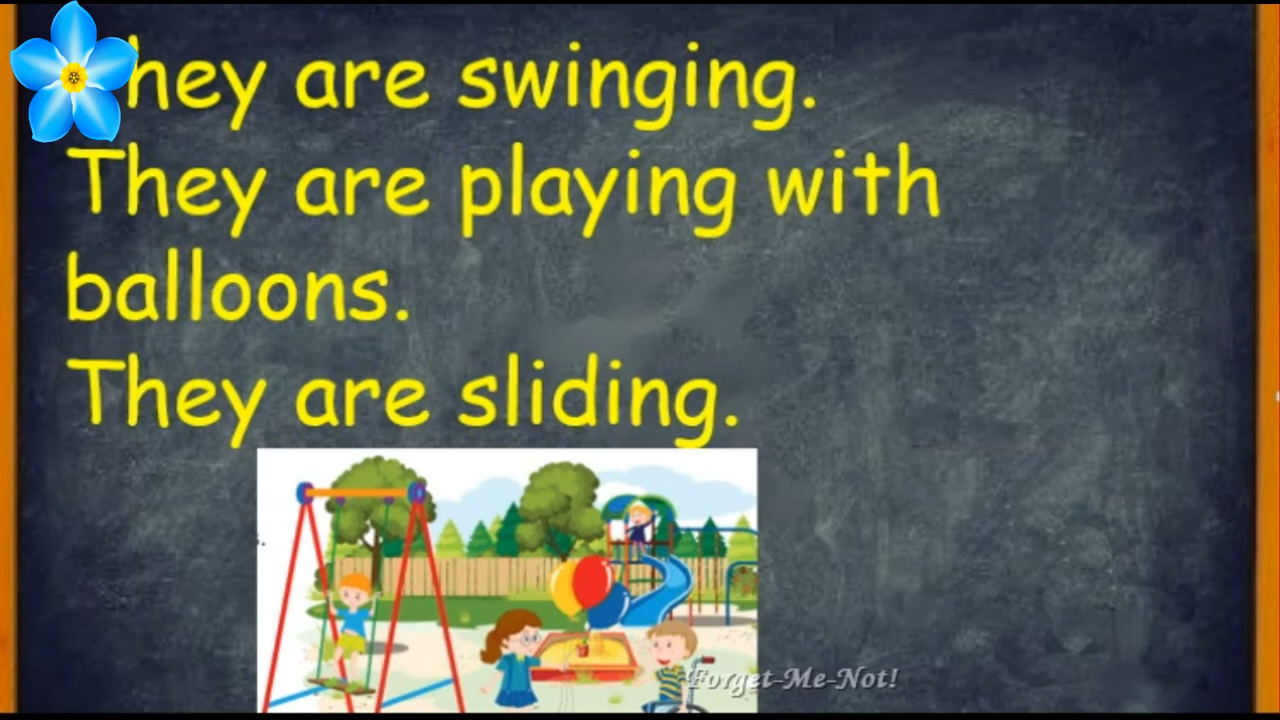 hey are swinging.
They are playing with
balloons.
They are sliding.
Forget-Me-Not!